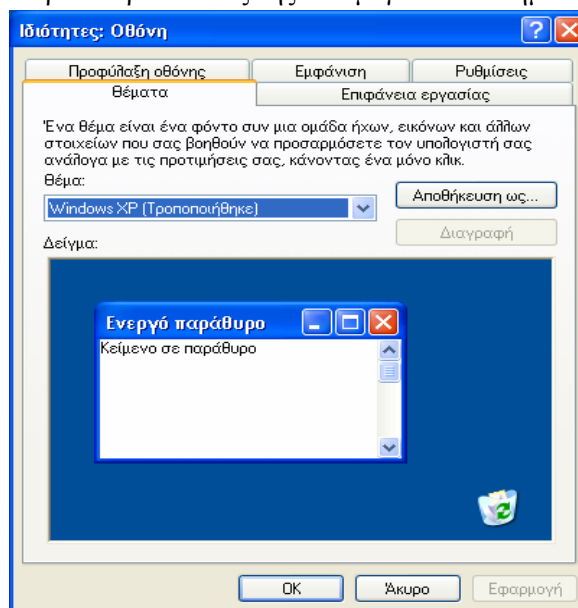 Ιδιότητες: Οθόνη
Προφύλαξη οθόνης Εμφάνιση Ρυθμίσεις
Θέματα Επιφάνεια εργασίας
Ένα θέμα είναι ένα φόντο συν μια ομάδα ήχων, εικόνων και άλλων
στοιχείων που σας βοηθούν να προσαρμόσετε τον υπολογιστή σας
ανάλογα με τις προτιμήσεις σας, κάνοντας ένα μόνο κλικ.
Θέμα:
Windows XP (Τροποποιήθηκε)
Αποθήκευση ως...
Διαγραφή
Δείγμα:
Ενεργό παράθυρο
Κείμενο σε παράθυρο
OK Άκυρο Εφαρμογή